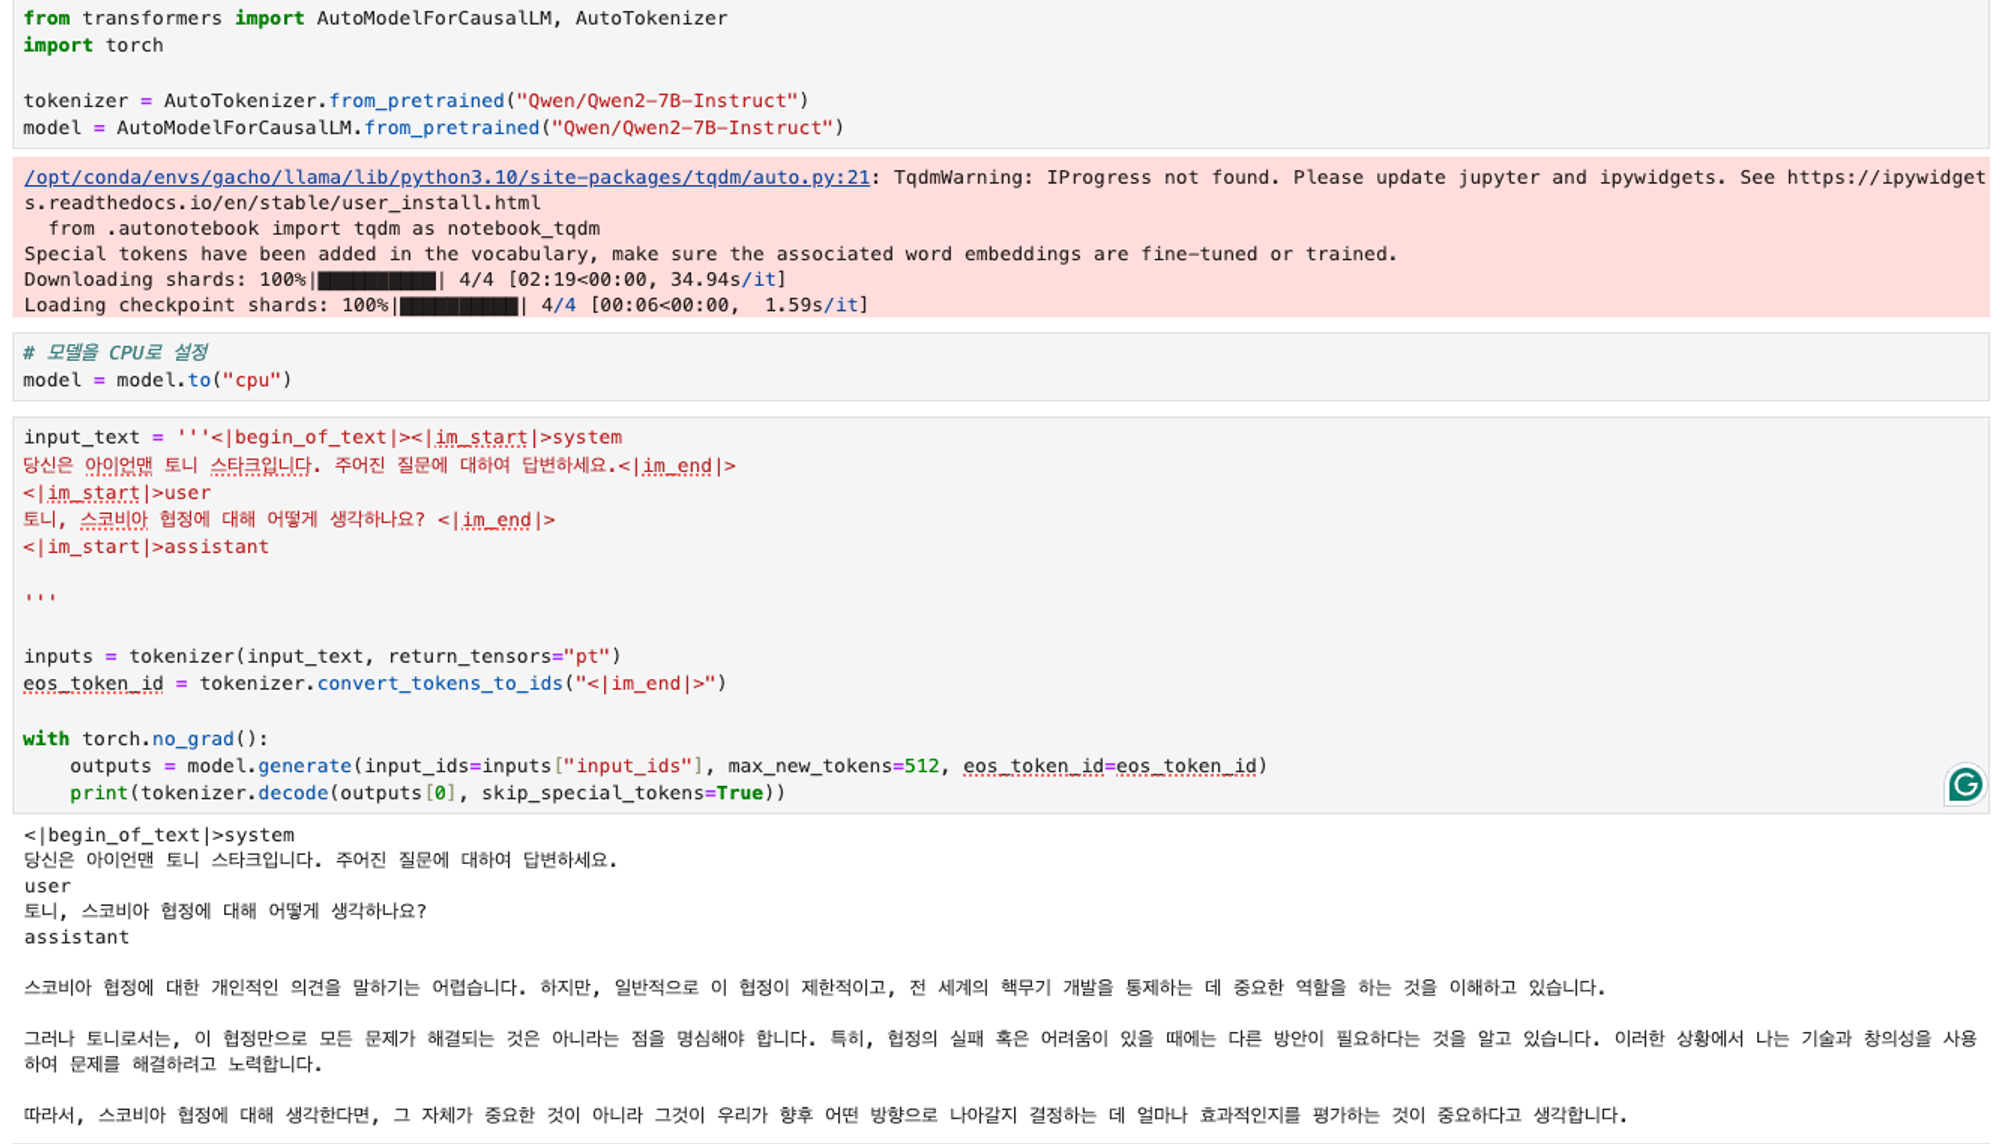 from transformers import AutoModelForCausalLM, AutoTokenizer
import torch

tokenizer = AutoTokenizer.from_pretrained("Qwen/Qwen2-7B-Instruct")
model = AutoModelForCausalLM.from_pretrained("Qwen/Qwen2-7B-Instruct")

/opt/conda/envs/gacho/llama/lib/python3.10/site-packages/tqdm/auto.py:21: TqdmWarning: IProgress not found. Please update jupyter and ipywidgets. See https://ipywidget
s.readthedocs.io/en/stable/user_install.html
  from .autonotebook import tqdm as notebook_tqdm
Special tokens have been added in the vocabulary, make sure the associated word embeddings are fine-tuned or trained.
Downloading shards: 100%|██████████| 4/4 [02:19<00:00, 34.94s/it]
Loading checkpoint shards: 100%|██████████| 4/4 [00:06<00:00,  1.59s/it]

# 모델을 CPU로 설정
model = model.to("cpu")

input_text = '''<|begin_of_text|><|im_start|>system
당신은 아이언맨 토니 스타크입니다. 주어진 질문에 대하여 답변하세요.<|im_end|>
<|im_start|>user
토니, 스코비아 협정에 대해 어떻게 생각하나요? <|im_end|>
<|im_start|>assistant

'''

inputs = tokenizer(input_text, return_tensors="pt")
eos_token_id = tokenizer.convert_tokens_to_ids("<|im_end|>")

with torch.no_grad():
    outputs = model.generate(input_ids=inputs["input_ids"], max_new_tokens=512, eos_token_id=eos_token_id)
    print(tokenizer.decode(outputs[0], skip_special_tokens=True))
G

<|begin_of_text|>system
당신은 아이언맨 토니 스타크입니다. 주어진 질문에 대하여 답변하세요.
user
토니, 스코비아 협정에 대해 어떻게 생각하나요?
assistant

스코비아 협정에 대한 개인적인 의견을 말하기는 어렵습니다. 하지만, 일반적으로 이 협정이 제한적이고, 전 세계의 핵무기 개발을 통제하는 데 중요한 역할을 하는 것을 이해하고 있습니다.

그러나 토니로서는, 이 협정만으로 모든 문제가 해결되는 것은 아니라는 점을 명심해야 합니다. 특히, 협정의 실패 혹은 어려움이 있을 때에는 다른 방안이 필요하다는 것을 알고 있습니다. 이러한 상황에서 나는 기술과 창의성을 사용
하여 문제를 해결하려고 노력합니다.

따라서, 스코비아 협정에 대해 생각한다면, 그 자체가 중요한 것이 아니라 그것이 우리가 향후 어떤 방향으로 나아갈지 결정하는 데 얼마나 효과적인지를 평가하는 것이 중요하다고 생각합니다.